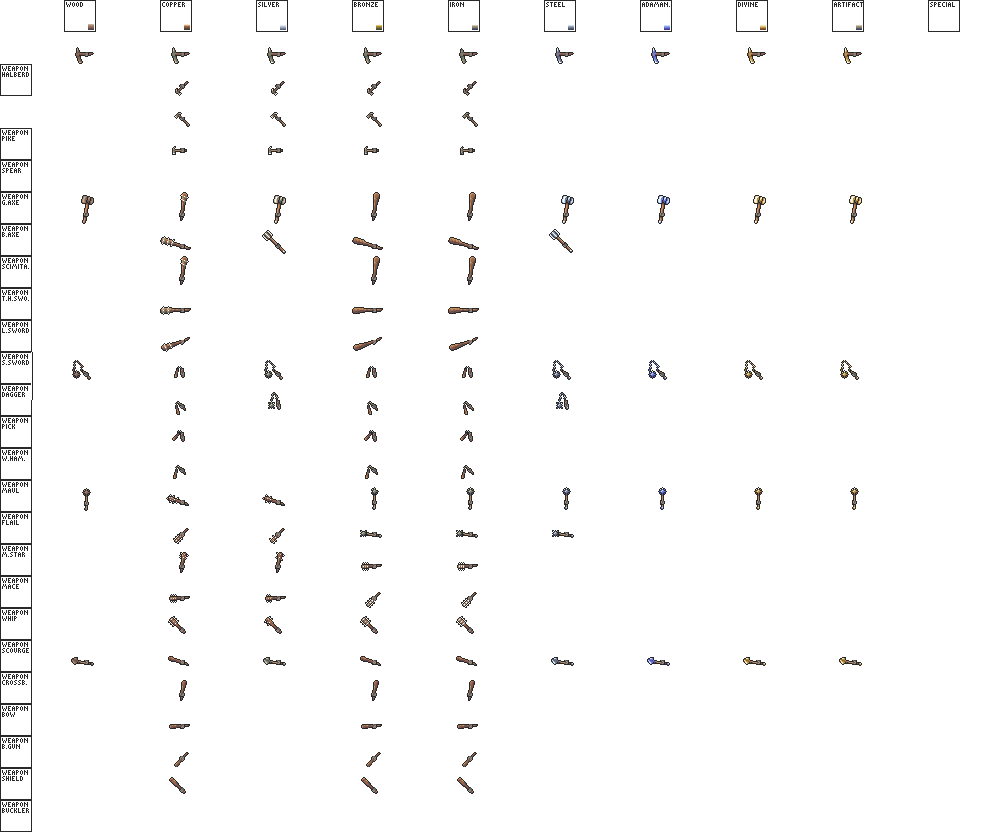 WOOD
COPPER
SILVER
BRONZE
IRON
STEEL
ADAMAN.
DIVINE
ARTIFACT
SPECIAL
WEAPON
HALBERD
WEAPON
PIKE
WEAPON
SPEAR
WEAPON
G.AXE
WEAPON
B.AXE
WEAPON
SCIMITA.
WEAPON
T.H.SWO.
WEAPON
L.SWORD
WEAPON
S.SWORD
WEAPON
DAGGER
WEAPON
PICK
WEAPON
W.HAM.
WEAPON
MAUL
WEAPON
FLAIL
WEAPON
M.STAR
WEAPON
MACE
WEAPON
WHIP
WEAPON
SCOURGE
WEAPON
CROSSB.
WEAPON
BOW
WEAPON
B.GUN
WEAPON
SHIELD
WEAPON
BUCKLER